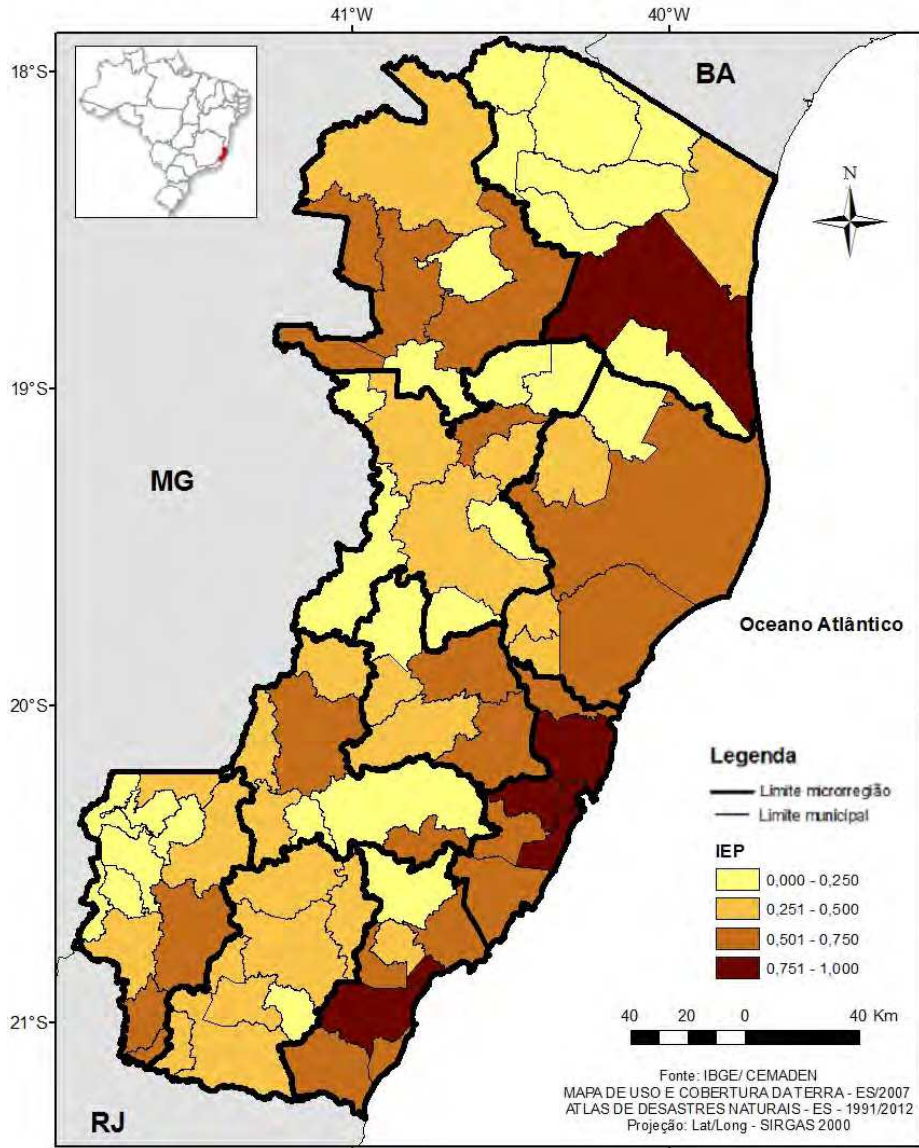 41°W
40°W
18°S
BA
N
19°S
MG
Oceano Atlântico
20°S
Legenda
Limite microrregião
Limite municipal
IEP
0,000 - 0,250
0,251 - 0,500
0,501 - 0,750
0,751 - 1,000
21°S
40 20 0 40 Km
Fonte: IBGE/ CEMADEN
MAPA DE USO E COBERTURA DA TERRA - ES/2007
ATLAS DE DESASTRES NATURAIS - ES - 1991/2012
Projeção: Lat/Long - SIRGAS 2000
RJ